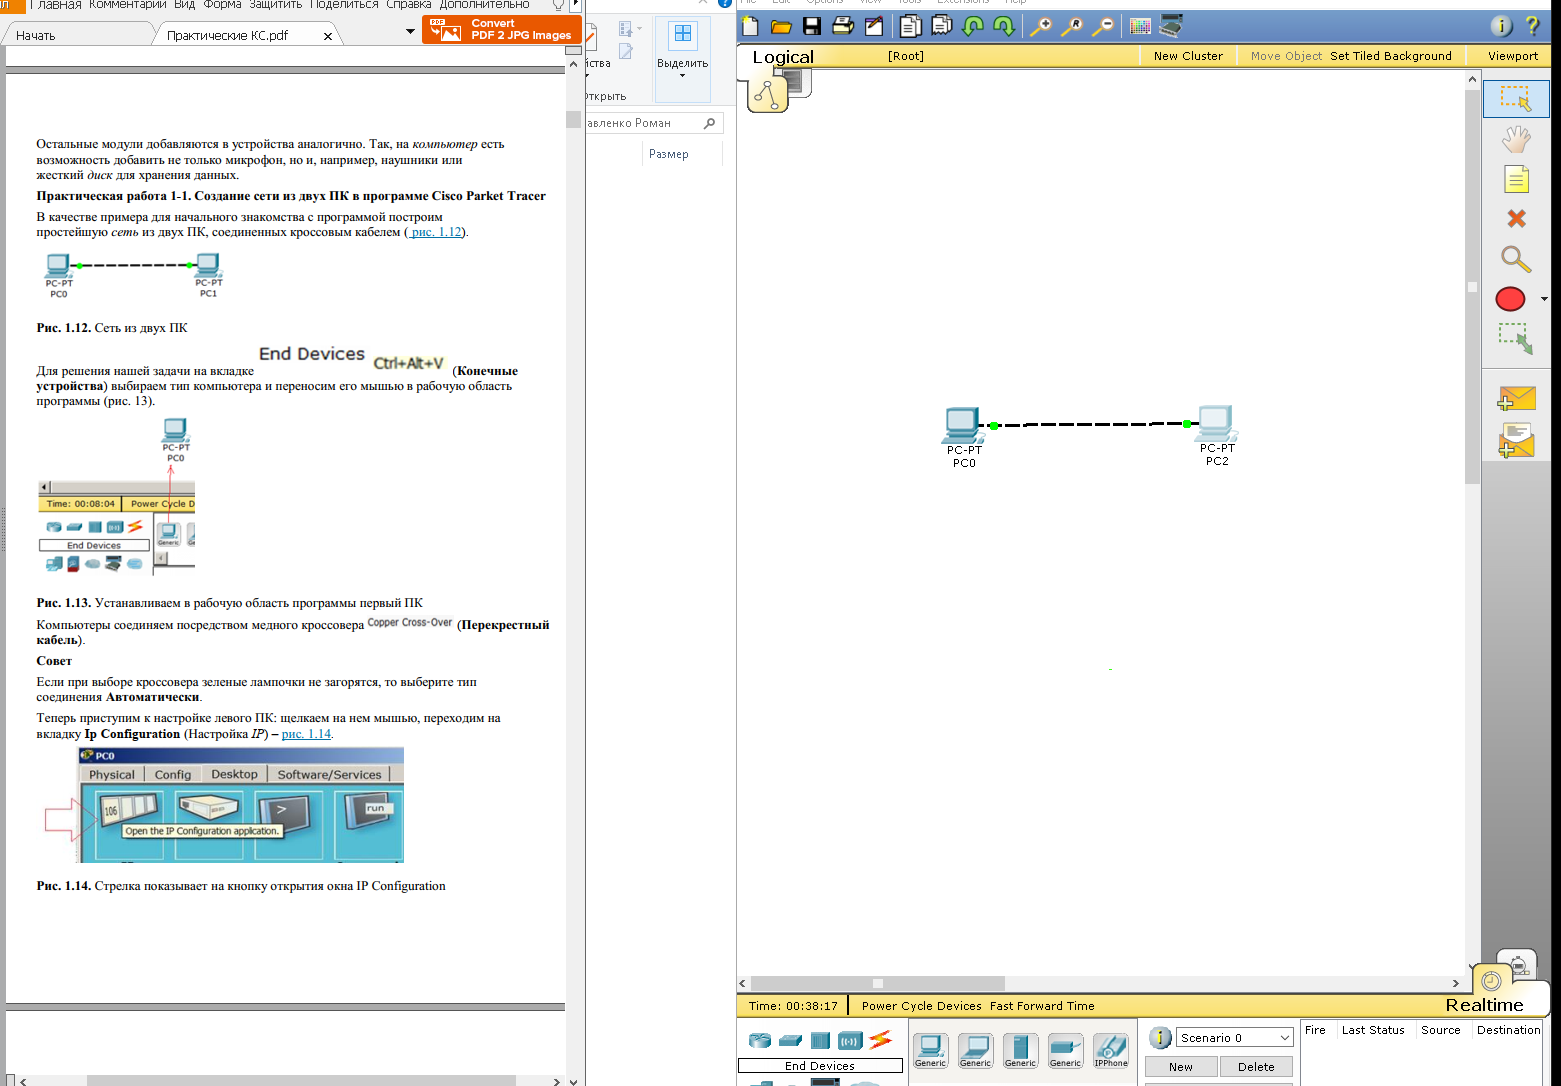 Главная Комментарии Вид Форма Защитить Поделиться Справка Дополнительно
Начать
Практические КС.pdf
Convert
PDF 2 JPG Images
Остальные модули добавляются в устройства аналогично. Так, на компьютер есть
возможность добавить не только микрофон, но и, например, наушники или
жесткий диск для хранения данных.
Практическая работа 1-1. Создание сети из двух ПК в программе Cisco Parket Tracer
В качестве примера для начального знакомства с программой построим
простейшую сеть из двух ПК, соединенных кроссовым кабелем ( рис. 1.12).
PC-PT
PC0
PC-PT
PC1
Рис. 1.12. Сеть из двух ПК
Для решения нашей задачи на вкладке End Devices Ctrl+Alt+V (Конечные
устройства) выбираем тип компьютера и переносим его мышью в рабочую область
программы (рис. 13).
PC-PT
PC0
Time: 00:08:04 Power Cycle D
Generic
End Devices
Рис. 1.13. Устанавливаем в рабочую область программы первый ПК
Компьютеры соединяем посредством медного кроссовера Copper Cross-Over (Перекрестный
кабель).
Совет
Если при выборе кроссовера зеленые лампочки не загорятся, то выберите тип
соединения Автоматически.
Теперь приступим к настройке левого ПК: щелкаем на нем мышью, переходим на
вкладку Ip Configuration (Настройка IP) – рис. 1.14.
PC0
Physical Config Desktop Software/Services
106
>
run
Open the IP Configuration application.
Рис. 1.14. Стрелка показывает на кнопку открытия окна IP Configuration
йства
Выделить
Открыть
авленко Роман
Размер
File Edit Options View Tools Extensions Help
Logical
[Root]
New Cluster
Move Object
Set Tiled Background
Viewport
PC-PT
PC0
PC-PT
PC2
Time: 00:38:17 Power Cycle Devices Fast Forward Time
Realtime
End Devices
Generic Generic Generic Generic IPPhone
Scenario 0
New
Delete
Fire Last Status Source Destination